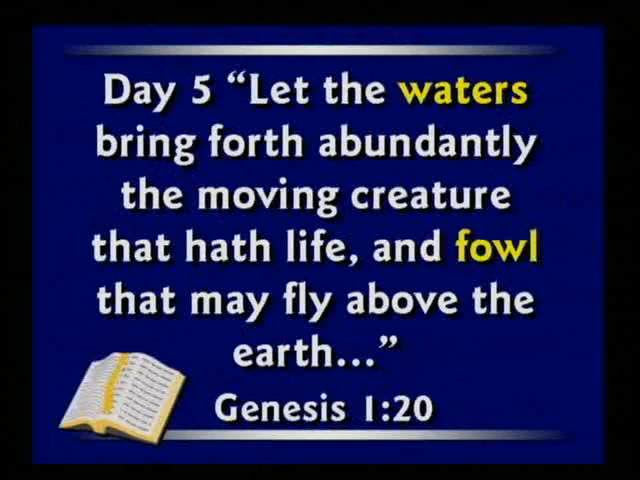 Day 5 “Let the waters
bring forth abundantly
the moving creature
that hath life, and fowl
that may fly above the
earth...”
Genesis 1:20